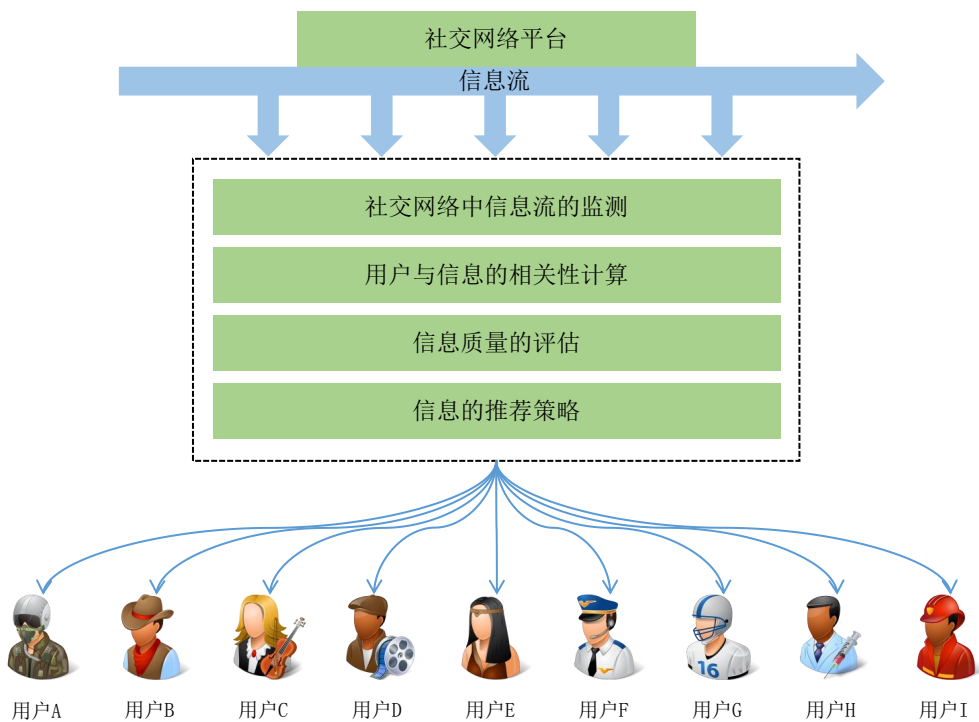 社交网络平台
信息流
社交网络中信息流的监测
用户与信息的相关性计算
信息质量的评估
信息的推荐策略
16
用户A
用户B
用户C
用户D
用户E
用户F
用户G
用户H
用户I